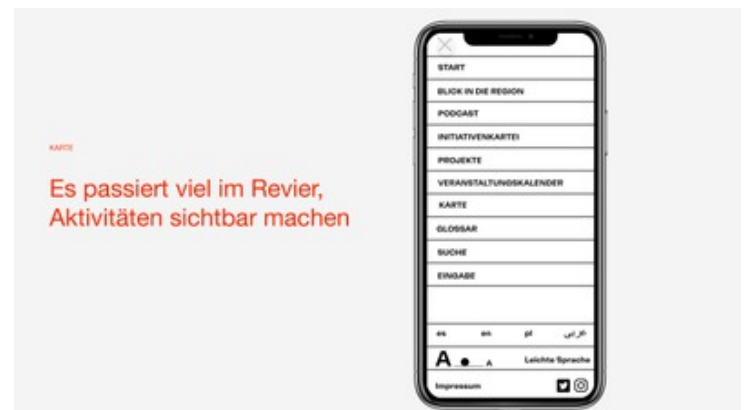 KARTE
Es passiert viel im Revier,
Aktivitäten sichtbar machen
START
BLICK IN DIE REGION
PODCAST
INITIATIVENKARTEI
PROJEKTE
VERANSTALTUNGSKALENDER
KARTE
GLOSSAR
SUCHE
EINGABE
es en pl عربي
A A Leichte Sprache
Impressum